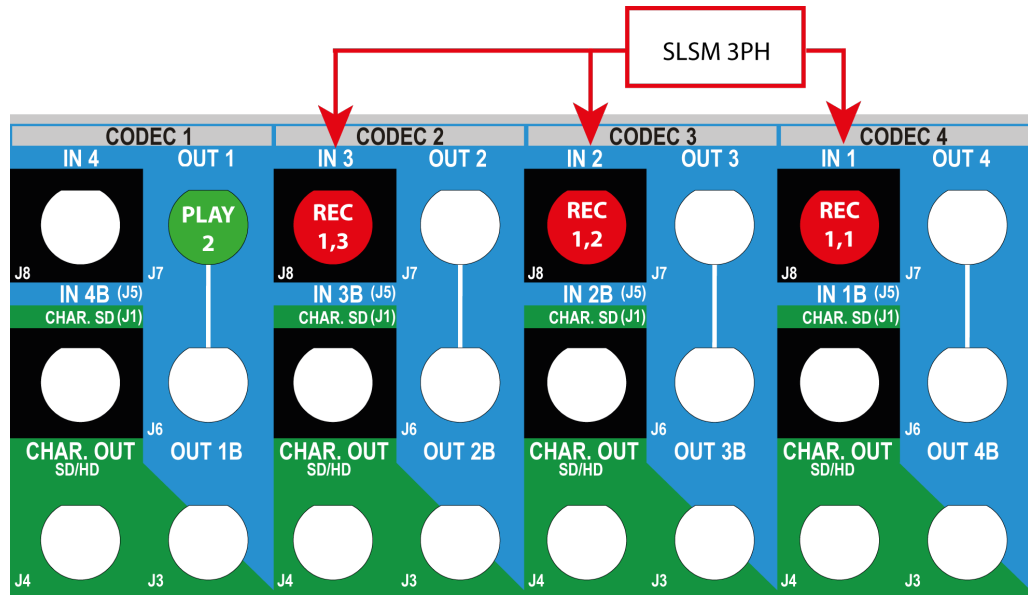 SLSM 3PH
CODEC 1 CODEC 2 CODEC 3 CODEC 4
IN 4 OUT 1 IN 3 OUT 2 IN 2 OUT 3 IN 1 OUT 4
PLAY REC REC REC
2 1,3 1,2 1,1
J8 J7 J8 J7 J8 J7 J8 J7
IN 4B (J5) IN 3B (J5) IN 2B (J5) IN 1B (J5)
CHAR. SD (J1) CHAR. SD (J1) CHAR. SD (J1) CHAR. SD (J1)
J6 J6 J6 J6
CHAR. OUT OUT 1B CHAR. OUT OUT 2B CHAR. OUT OUT 3B CHAR. OUT OUT 4B
SD/HD SD/HD SD/HD SD/HD
J4 J3 J4 J3 J4 J3 J4 J3